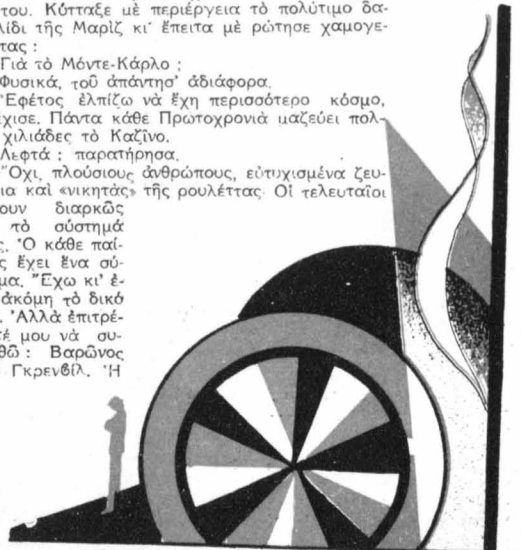 του. Κύτταξε μὲ περιέργεια τὸ πολύτιμο δα-
λίδι τῆς Μαρὶζ κι' ἔπειτα μὲ ρώτησε χαμογε-
τας :
Γιὰ τὸ Μόντε-Κάρλο ;
Φυσικά, τοῦ ἀπάντησ' ἀδιάφορα.
Ἐφέτος ἐλπίζω νὰ ἔχη περισσότερο κόσμο,
χισε. Πάντα κάθε Πρωτοχρονιὰ μαζεύει πολ-
χιλιάδες τὸ Καζῖνο.
Λεφτά ; παρατήρησα.
Ὄχι, πλούσιους ἀνθρώπους, εὐτυχισμένα ζευ-
ια καὶ «νικητὰς» τῆς ρουλέττας. Οἱ τελευταῖοι
ουν διαρκῶς
τὸ σύστημά
ς. Ὁ κάθε παί-
ς ἔχει ἕνα σύ-
μα. Ἔχω κι' ἐ-
ἀκόμη τὸ δικό
. Ἀλλὰ ἐπιτρέ-
τέ μου νὰ συ-
θῶ : Βαρῶνος
Γκρενβίλ. Ἡ